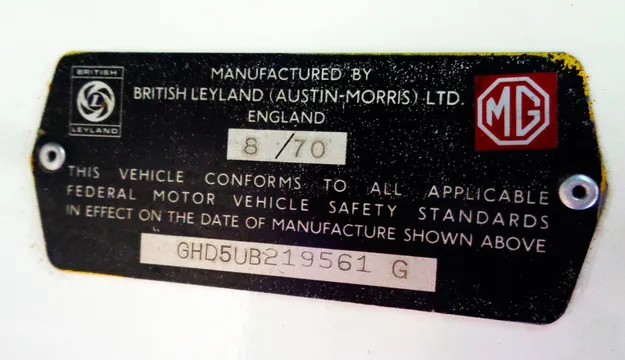 BRITISH
L
LEYLAND
MG
MANUFACTURED BY
BRITISH LEYLAND (AUSTIN-MORRIS) LTD.
ENGLAND
8 /70
THIS VEHICLE CONFORMS TO ALL APPLICABLE
FEDERAL MOTOR VEHICLE SAFETY STANDARDS
IN EFFECT ON THE DATE OF MANUFACTURE SHOWN ABOVE
GHD5UB219561 G